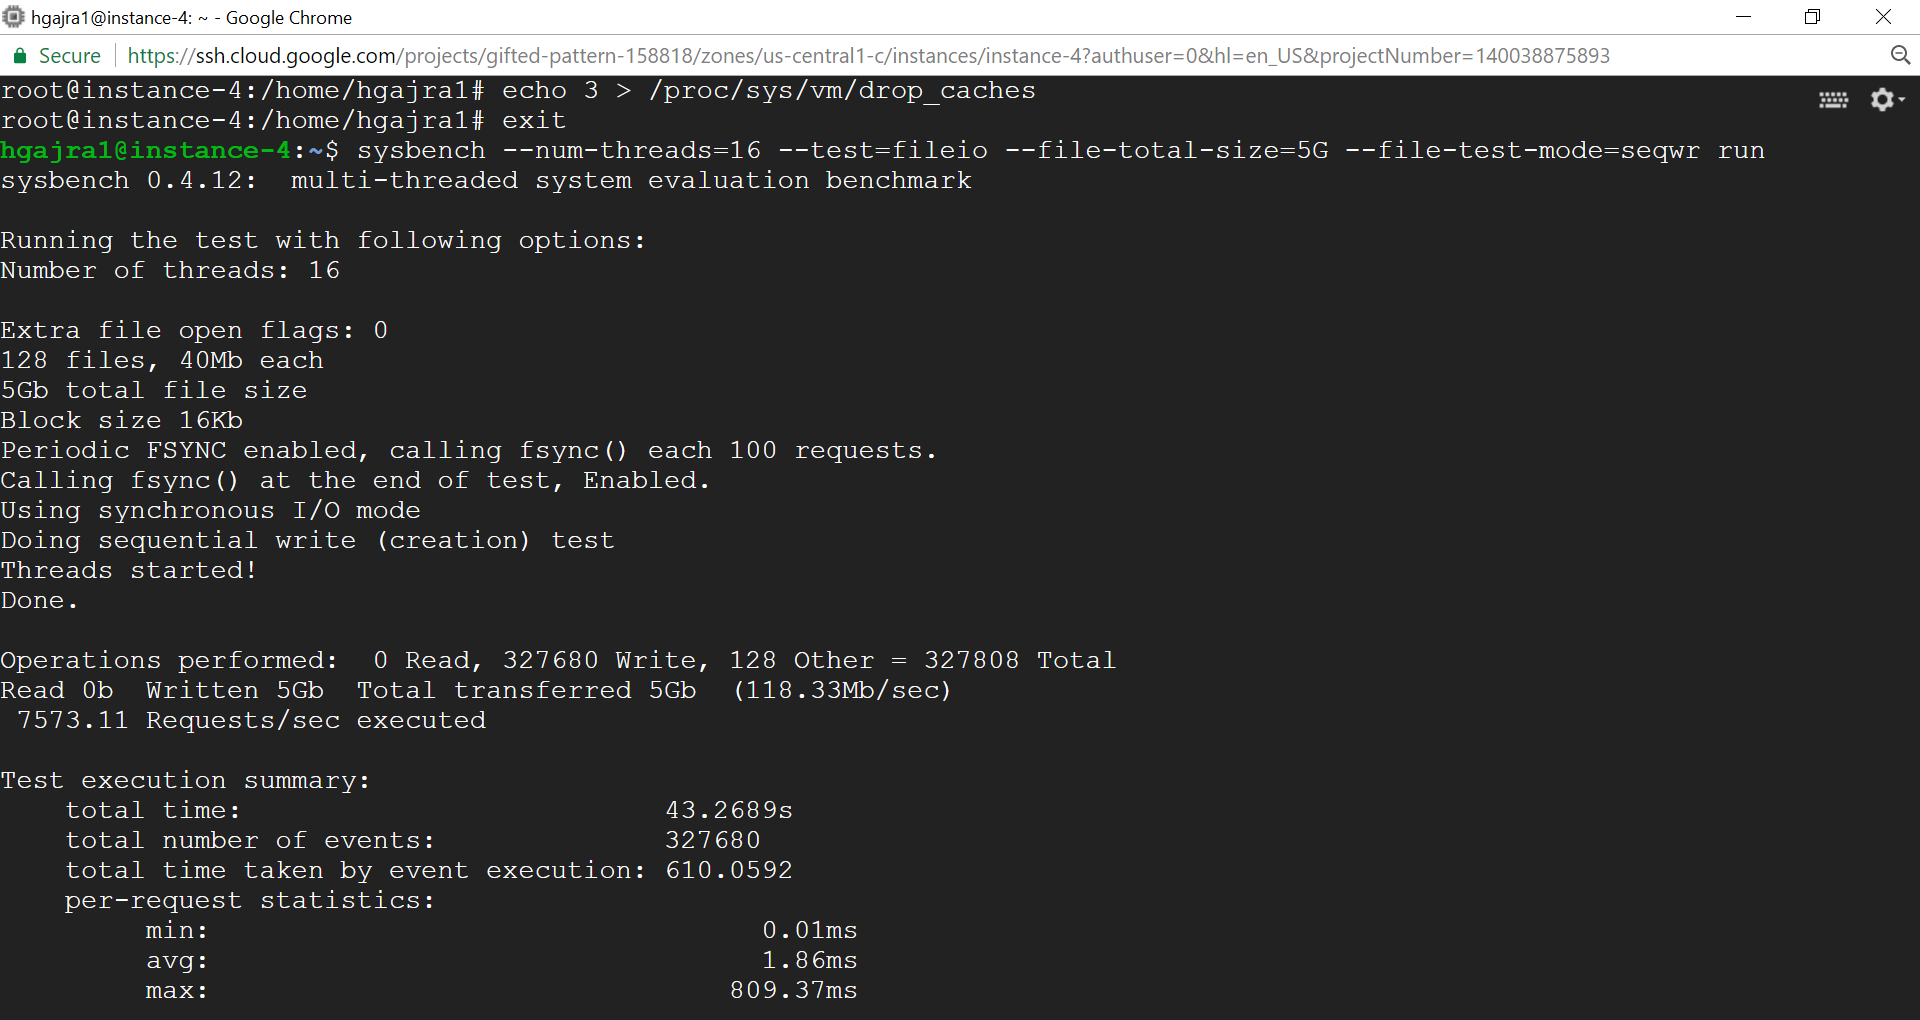 hgajra1@instance-4: ~ - Google Chrome
Secure https://ssh.cloud.google.com/projects/gifted-pattern-158818/zones/us-central1-c/instances/instance-4?authuser=0&hl=en_US&projectNumber=140038875893
root@instance-4:/home/hgajra1# echo 3 > /proc/sys/vm/drop_caches
root@instance-4:/home/hgajra1# exit
hgajra1@instance-4:~$ sysbench --num-threads=16 --test=fileio --file-total-size=5G --file-test-mode=seqwr run
sysbench 0.4.12:  multi-threaded system evaluation benchmark

Running the test with following options:
Number of threads: 16

Extra file open flags: 0
128 files, 40Mb each
5Gb total file size
Block size 16Kb
Periodic FSYNC enabled, calling fsync() each 100 requests.
Calling fsync() at the end of test, Enabled.
Using synchronous I/O mode
Doing sequential write (creation) test
Threads started!
Done.

Operations performed:  0 Read, 327680 Write, 128 Other = 327808 Total
Read 0b  Written 5Gb  Total transferred 5Gb  (118.33Mb/sec)
 7573.11 Requests/sec executed

Test execution summary:
    total time:                          43.2689s
    total number of events:              327680
    total time taken by event execution: 610.0592
    per-request statistics:
         min:                                  0.01ms
         avg:                                  1.86ms
         max:                                809.37ms